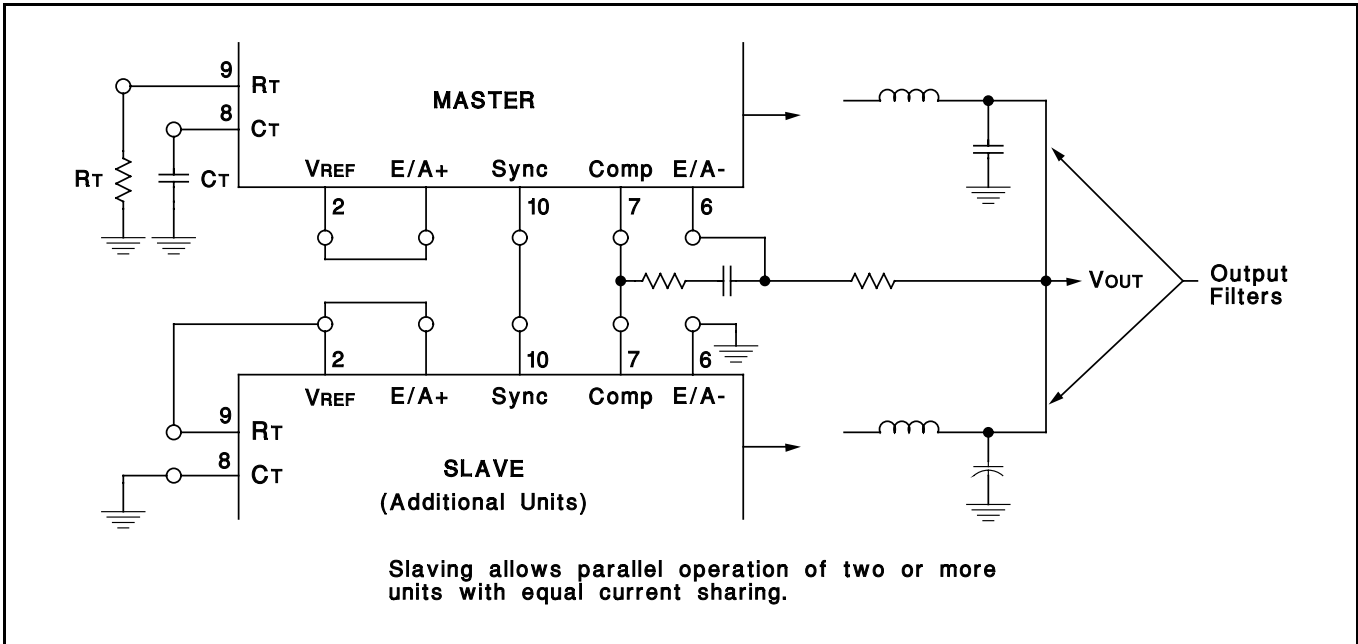 9
RT
MASTER
8
CT
VREF E/A+ Sync Comp E/A-
RT
CT
2 10 7 6
VOUT
Output
Filters
2 10 7 6
VREF E/A+ Sync Comp E/A-
9
RT
8
CT
SLAVE
(Additional Units)
Slaving allows parallel operation of two or more
units with equal current sharing.